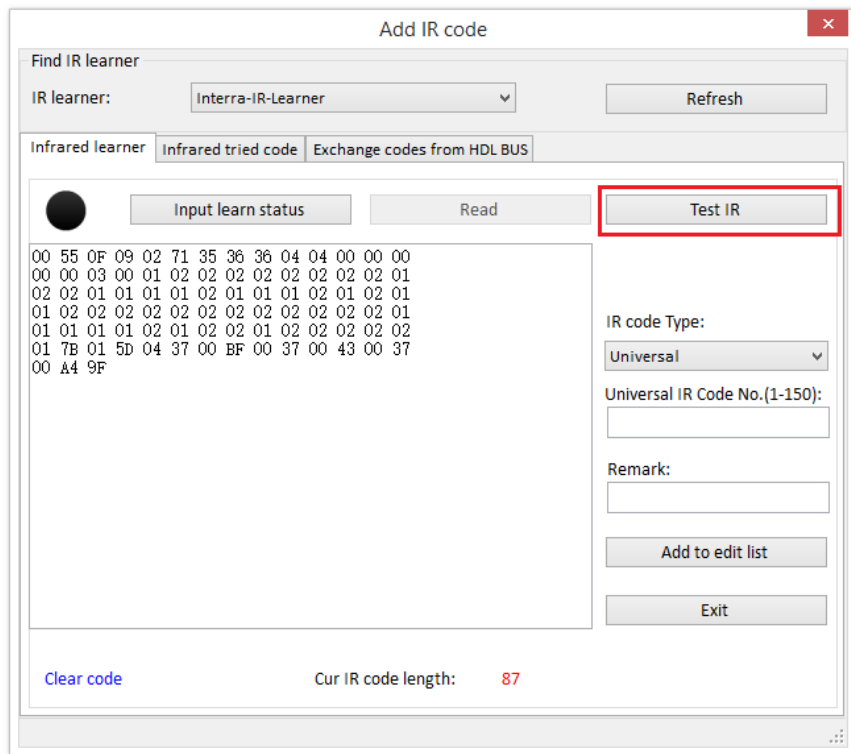 Add IR code
Find IR learner
IR learner: Interra-IR-Learner Refresh
Infrared learner Infrared tried code Exchange codes from HDL BUS
Input learn status Read Test IR
00 55 0F 09 02 71 35 36 36 04 04 00 00 00
00 00 03 00 01 02 02 02 02 02 02 02 02 01
02 02 01 01 01 01 02 01 01 01 02 01 02 01
01 02 02 02 02 02 02 02 02 02 02 02 02 01
01 01 01 01 02 01 02 02 01 02 02 02 02 02
01 7B 01 5D 04 37 00 BF 00 37 00 43 00 37
00 A4 9F
IR code Type:
Universal
Universal IR Code No.(1-150):
Remark:
Add to edit list
Exit
Clear code Cur IR code length: 87